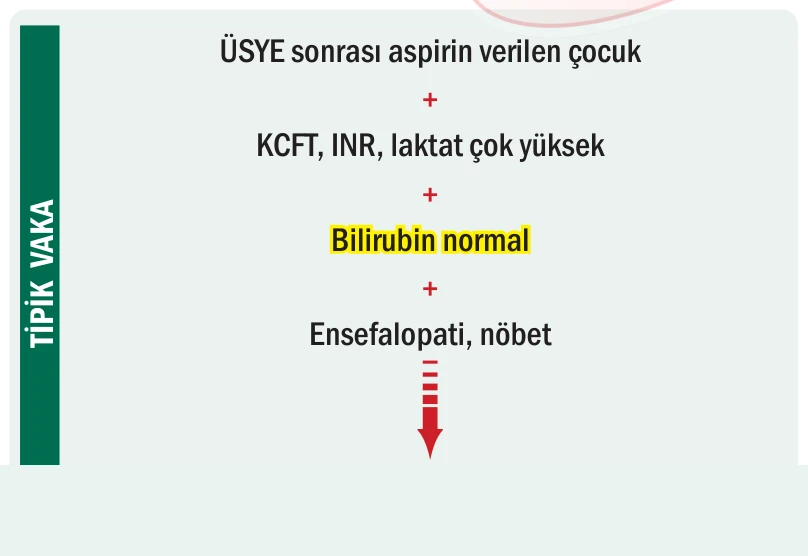 TİPİK VAKA
ÜSYE sonrası aspirin verilen çocuk
+
KCFT, INR, laktat çok yüksek
+
Bilirubin normal
+
Ensefalopati, nöbet